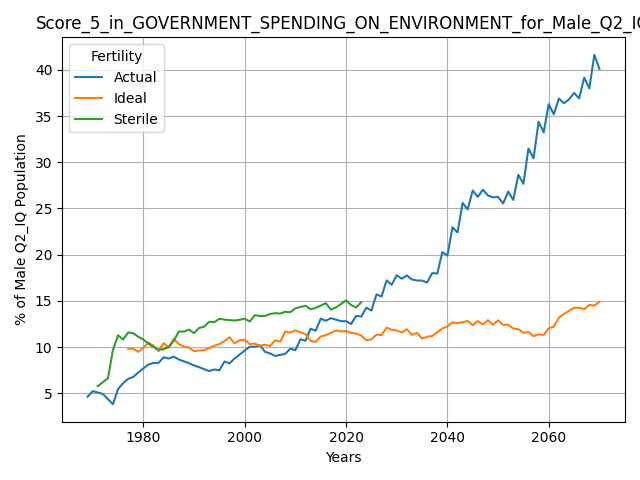 Score_5_in_GOVERNMENT_SPENDING_ON_ENVIRONMENT_for_Male_Q2_IQ
Fertility
Actual
Ideal
Sterile
% of Male Q2_IQ Population
40
35
30
25
20
15
10
5
1980 2000 2020 2040 2060
Years